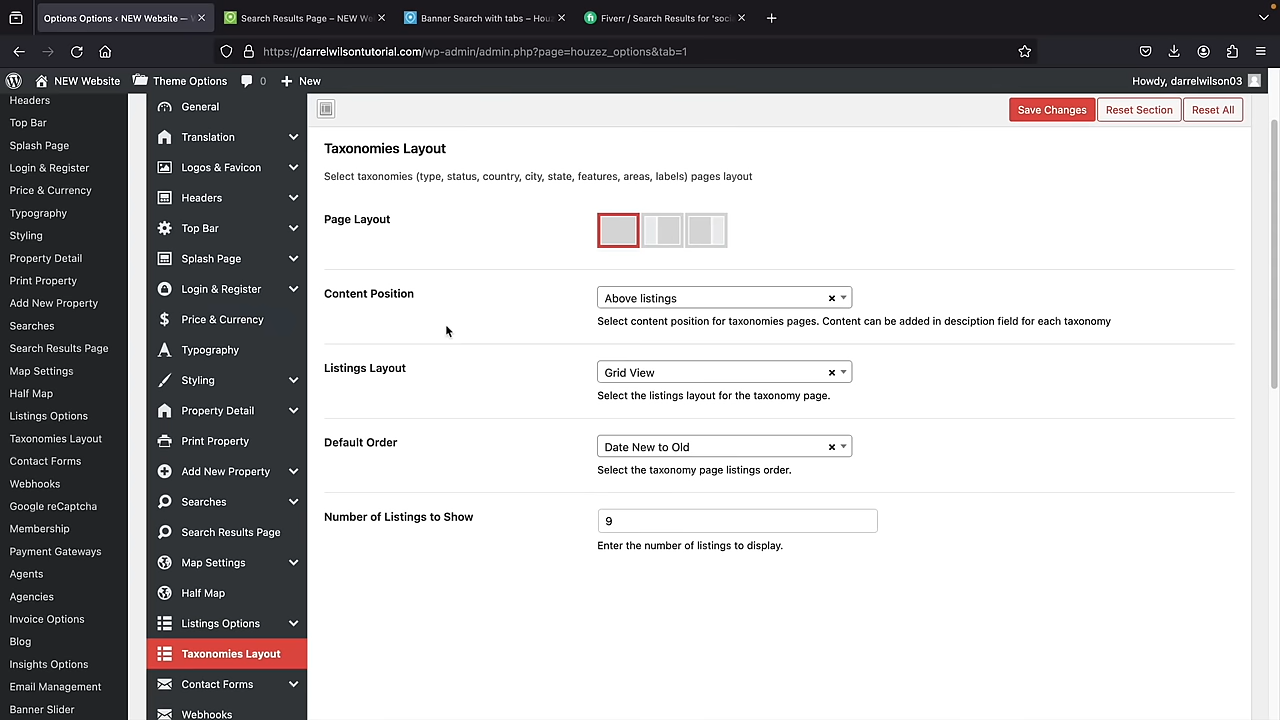 Options Options < NEW Website —
Search Results Page – NEW We
Banner Search with tabs – Hou
Fiverr / Search Results for 'soci
https://darrelwilsontutorial.com/wp-admin/admin.php?page=houzez_options&tab=1
NEW Website
Theme Options
0
New
Howdy, darrelwilson03
Headers
Top Bar
Splash Page
Login & Register
Price & Currency
Typography
Styling
Property Detail
Print Property
Add New Property
Searches
Search Results Page
Map Settings
Half Map
Listings Options
Taxonomies Layout
Contact Forms
Webhooks
Google reCaptcha
Membership
Payment Gateways
Agents
Agencies
Invoice Options
Blog
Insights Options
Email Management
Banner Slider
General
Translation
Logos & Favicon
Headers
Top Bar
Splash Page
Login & Register
Price & Currency
Typography
Styling
Property Detail
Print Property
Add New Property
Searches
Search Results Page
Map Settings
Half Map
Listings Options
Taxonomies Layout
Contact Forms
Webhooks
Save Changes
Reset Section
Reset All
Taxonomies Layout
Select taxonomies (type, status, country, city, state, features, areas, labels) pages layout
Page Layout
Content Position
Above listings
Select content position for taxonomies pages. Content can be added in desciption field for each taxonomy
Listings Layout
Grid View
Select the listings layout for the taxonomy page.
Default Order
Date New to Old
Select the taxonomy page listings order.
Number of Listings to Show
9
Enter the number of listings to display.